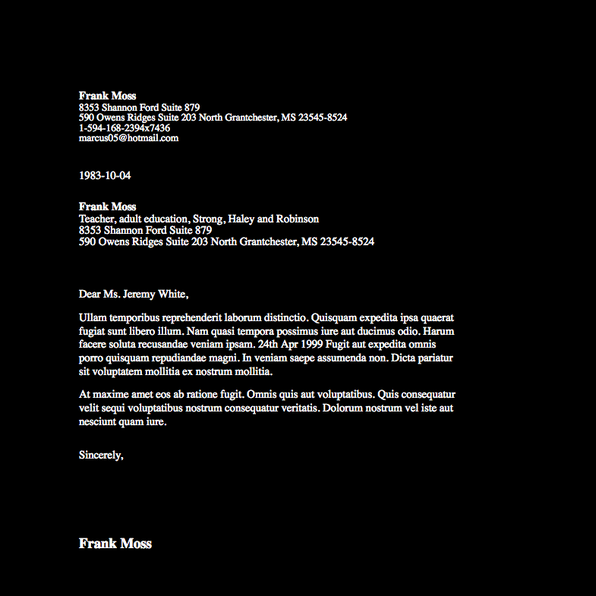 Frank Moss
8353 Shannon Ford Suite 879
590 Owens Ridges Suite 203 North Grantchester, MS 23545-8524
1-594-168-2394x7436
marcus05@hotmail.com
1983-10-04
Frank Moss
Teacher, adult education, Strong, Haley and Robinson
8353 Shannon Ford Suite 879
590 Owens Ridges Suite 203 North Grantchester, MS 23545-8524
Dear Ms. Jeremy White,
Ullam temporibus reprehenderit laborum distinctio. Quisquam expedita ipsa quaerat
fugiat sunt libero illum. Nam quasi tempora possimus iure aut ducimus odio. Harum
facere soluta recusandae veniam ipsam. 24th Apr 1999 Fugit aut expedita omnis
porro quisquam repudiandae magni. In veniam saepe assumenda non. Dicta pariatur
sit voluptatem mollitia ex nostrum mollitia.
At maxime amet eos ab ratione fugit. Omnis quis aut voluptatibus. Quis consequatur
velit sequi voluptatibus nostrum consequatur veritatis. Dolorum nostrum vel iste aut
nesciunt quam iure.
Sincerely,
Frank Moss